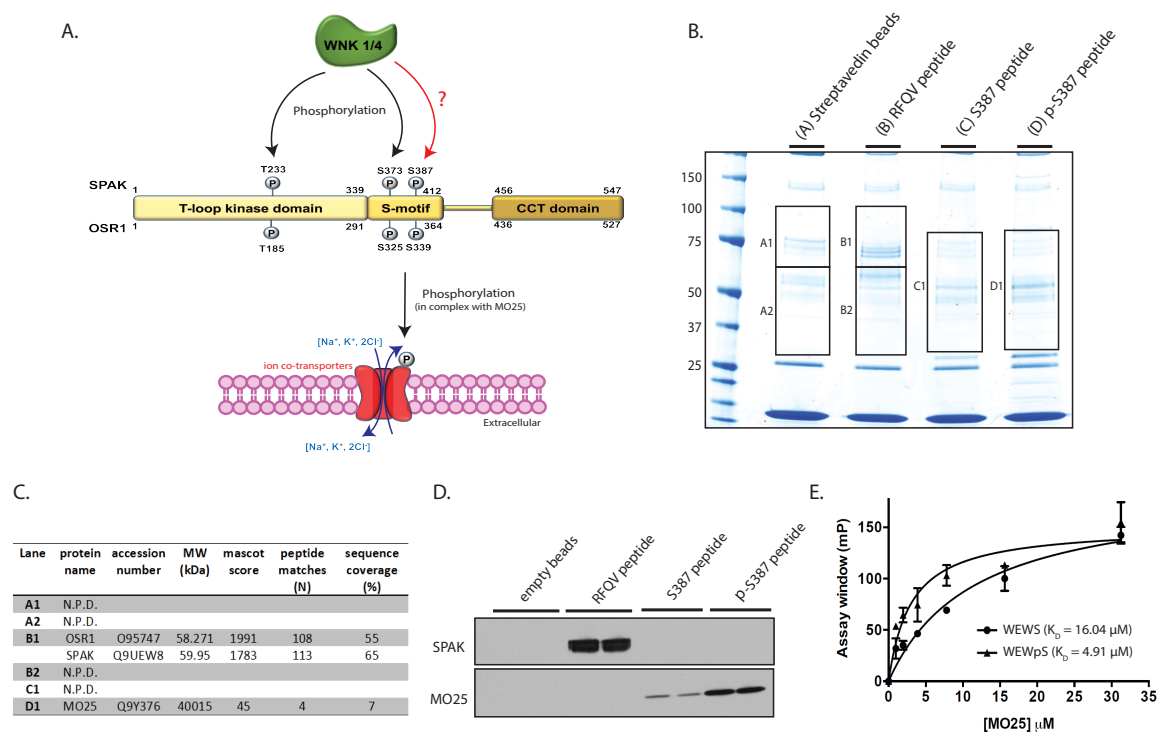 A.
WNK 1/4
?
Phosphorylation
T233
S373
S387
P
P
P
SPAK
1
339
412
456
547
T-loop kinase domain
S-motif
CCT domain
OSR1
1
291
364
436
527
P
P
P
T185
S325
S339
Phosphorylation
(in complex with MO25)
[Na⁺, K⁺, 2Cl⁻]
P
ion co-transporters
Extracellular
[Na⁺, K⁺, 2Cl⁻]
B.
(A) Streptavedin beads
(B) RFQV peptide
(C) S387 peptide
(D) p-S387 peptide
150
100
75
50
37
25
A1
B1
A2
B2
C1
D1
C.
Lane protein name accession number MW (kDa) mascot score peptide matches (N) sequence coverage (%)
A1 N.P.D.
A2 N.P.D.
B1 OSR1 O95747 58.271 1991 108 55
SPAK Q9UEW8 59.95 1783 113 65
B2 N.P.D.
C1 N.P.D.
D1 MO25 Q9Y376 40015 45 4 7
D.
empty beads
RFQV peptide
S387 peptide
p-S387 peptide
SPAK
MO25
E.
Assay window (mP)
150
100
50
0
WEWS (K_D = 16.04 µM)
WEWpS (K_D = 4.91 µM)
0 5 10 15 20 25 30 35
[MO25] µM